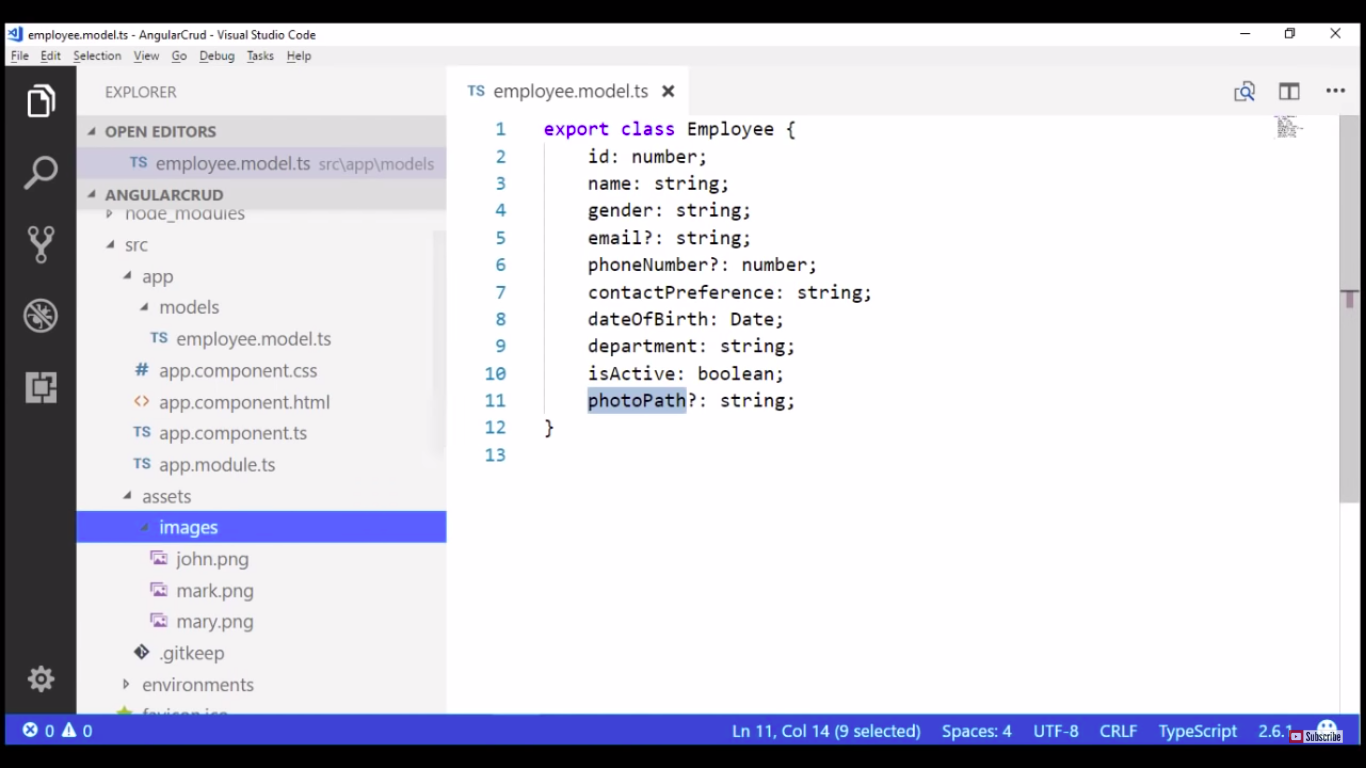 employee.model.ts - AngularCrud - Visual Studio Code
File Edit Selection View Go Debug Tasks Help
EXPLORER
OPEN EDITORS
TS employee.model.ts src\app\models
ANGULARCRUD
node_modules
src
app
models
TS employee.model.ts
# app.component.css
<> app.component.html
TS app.component.ts
TS app.module.ts
assets
images
john.png
mark.png
mary.png
.gitkeep
environments
favicon.ico
TS employee.model.ts
1 export class Employee {
2 id: number;
3 name: string;
4 gender: string;
5 email?: string;
6 phoneNumber?: number;
7 contactPreference: string;
8 dateOfBirth: Date;
9 department: string;
10 isActive: boolean;
11 photoPath?: string;
12 }
13
0 0 Ln 11, Col 14 (9 selected) Spaces: 4 UTF-8 CRLF TypeScript 2.6.1
Subscribe